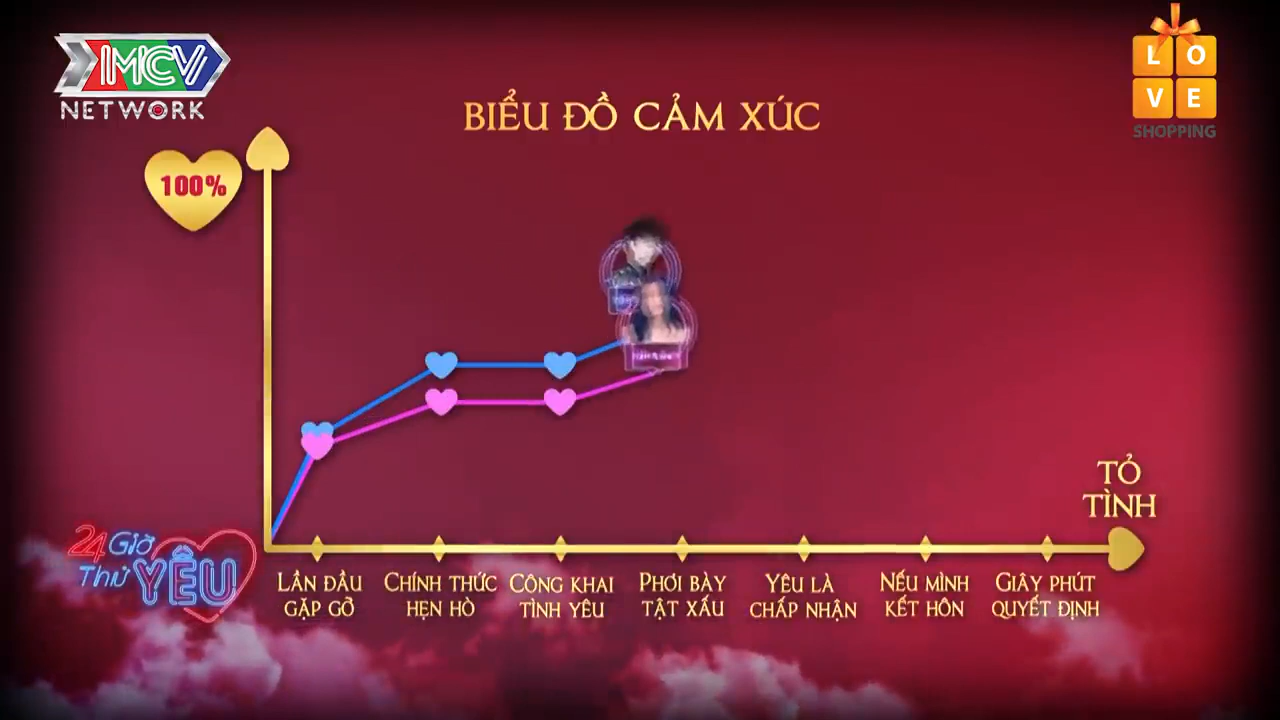 MCV
NETWORK
L O
V E
SHOPPING
BIỂU ĐỒ CẢM XÚC
100%
TỎ
TÌNH
24 Giờ
Thử YÊU
LẦN ĐẦU
GẶP GỠ
CHÍNH THỨC
HẸN HÒ
CÔNG KHAI
TÌNH YÊU
PHƠI BÀY
TẬT XẤU
YÊU LÀ
CHẤP NHẬN
NẾU MÌNH
KẾT HÔN
GIÂY PHÚT
QUYẾT ĐỊNH